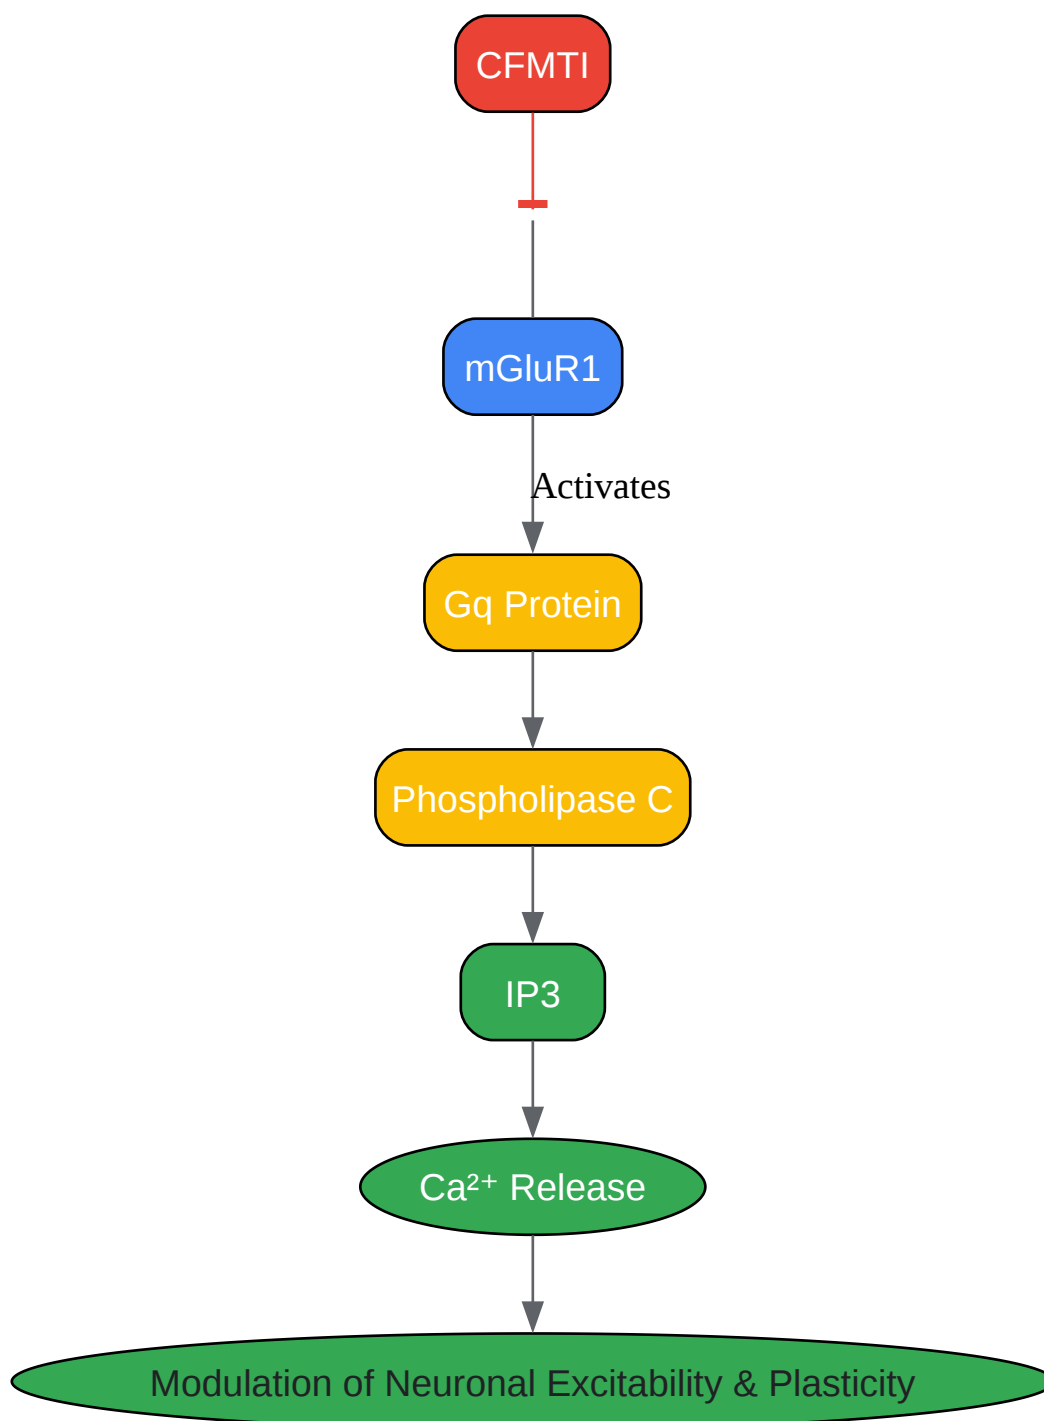 CFMTI
mGluR1
Activates
Gq Protein
Phospholipase C
IP3
Ca²⁺ Release
Modulation of Neuronal Excitability & Plasticity